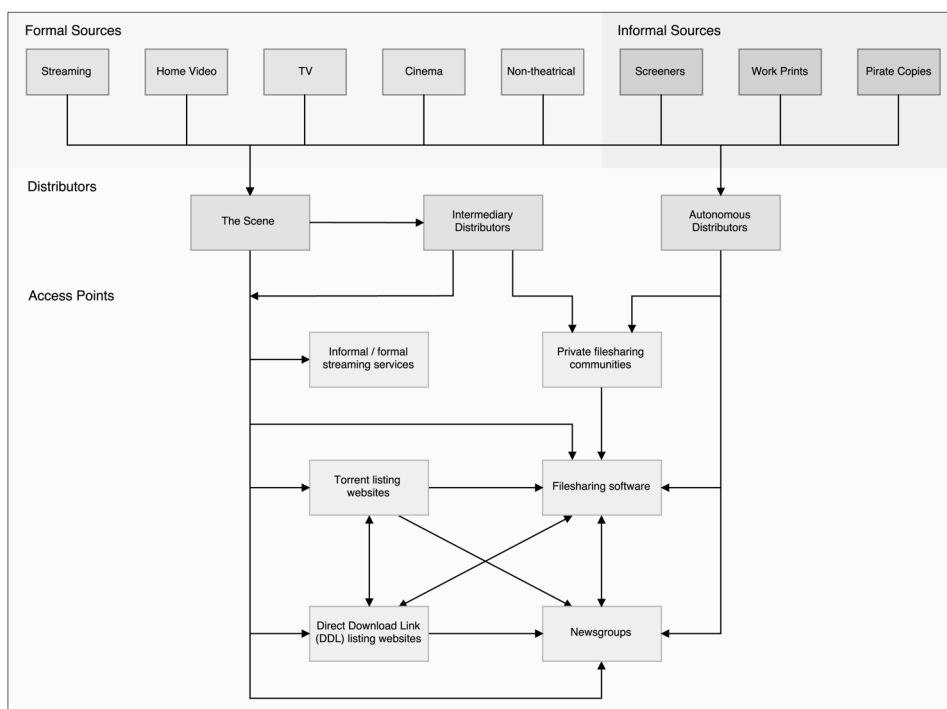 Formal Sources
Informal Sources
Streaming
Home Video
TV
Cinema
Non-theatrical
Screeners
Work Prints
Pirate Copies
Distributors
The Scene
Intermediary
Distributors
Autonomous
Distributors
Access Points
Informal / formal
streaming services
Private filesharing
communities
Torrent listing
websites
Filesharing software
Direct Download Link
(DDL) listing websites
Newsgroups